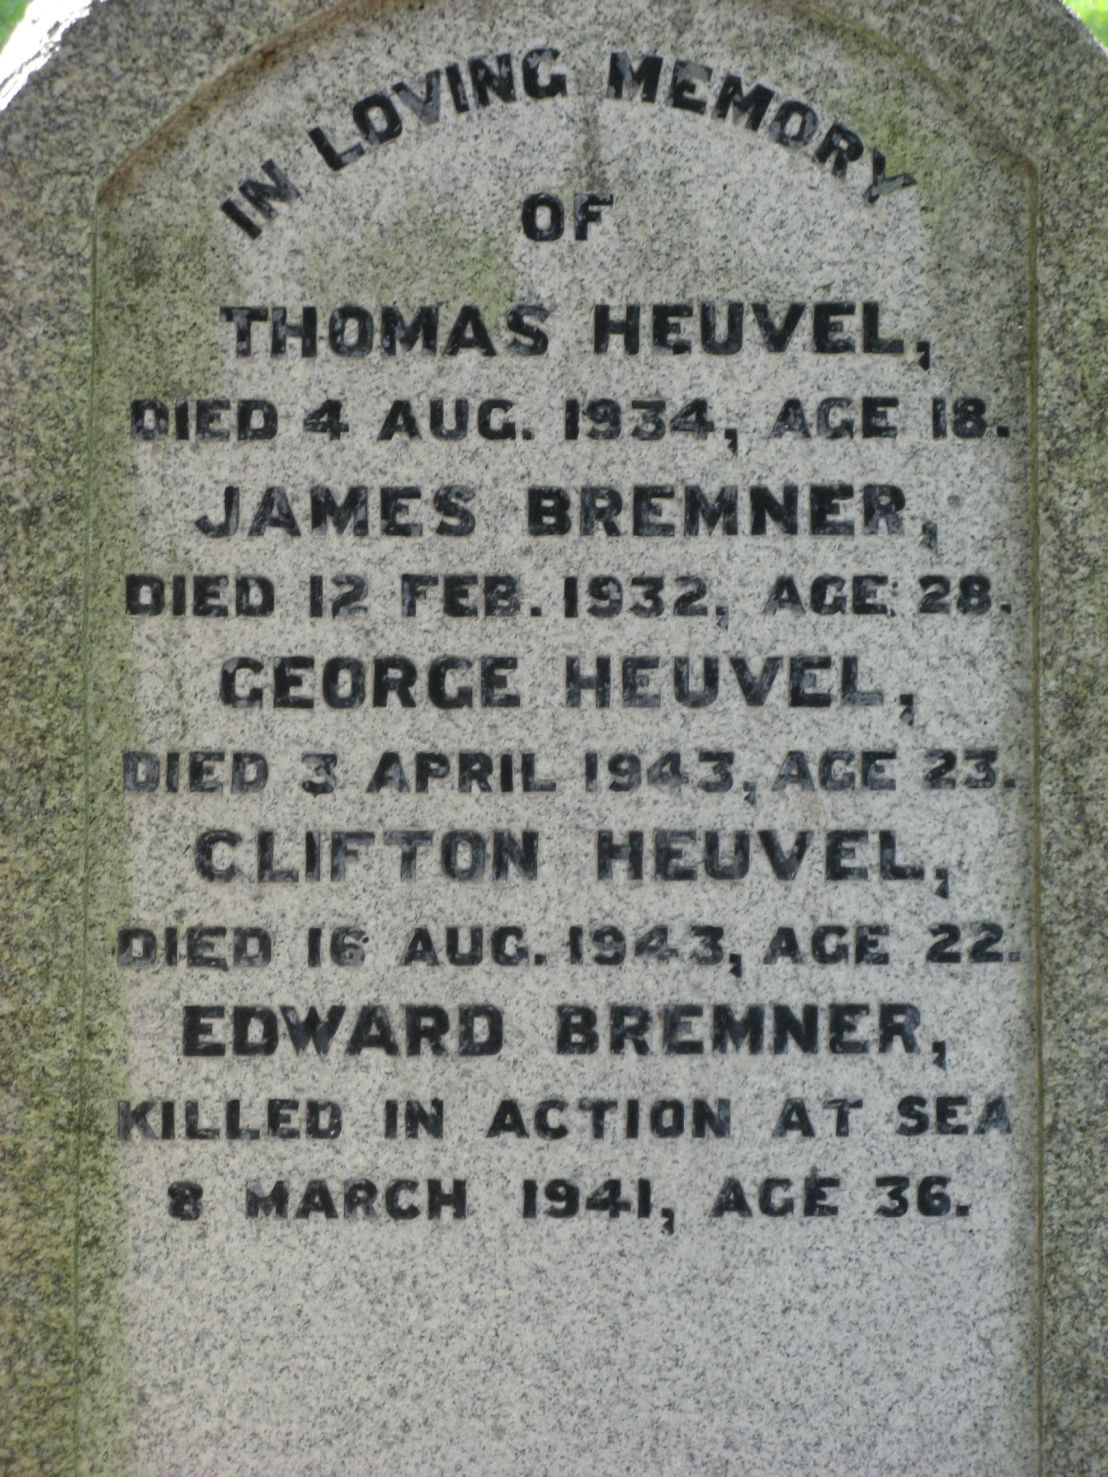 IN LOVING MEMORY
OF
THOMAS HEUVEL,
DIED 4 AUG. 1934, AGE 18.
JAMES BREMNER,
DIED 12 FEB. 1932, AGE 28.
GEORGE HEUVEL,
DIED 3 APRIL 1943, AGE 23.
CLIFTON HEUVEL,
DIED 16 AUG. 1943, AGE 22.
EDWARD BREMNER,
KILLED IN ACTION AT SEA
8 MARCH 1941, AGE 36.